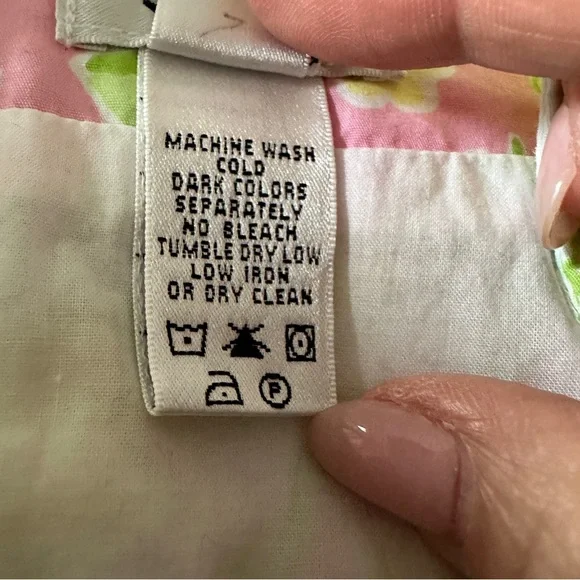 MACHINE WASH
COLD
DARK COLORS
SEPARATELY
NO BLEACH
TUMBLE DRY LOW
LOW IRON
OR DRY CLEAN
P